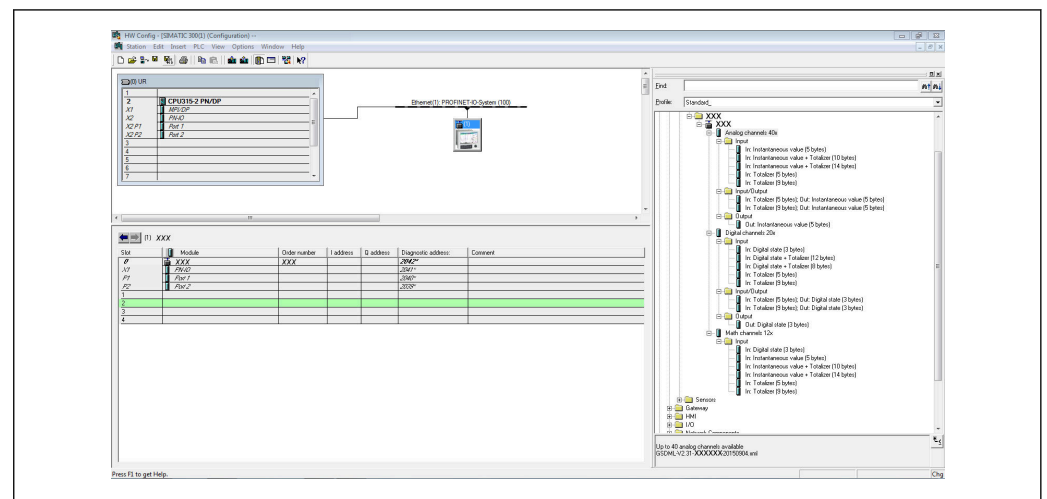 HW Config - [SIMATIC 300(1) (Configuration) --
Station Edit Insert PLC View Options Window Help
(0) UR
1
2 CPU315-2 PN/DP
X1 MPI/DP
X2 PN-IO
X2 P1 Port 1
X2 P2 Port 2
3
4
5
6
7
Ethernet(1): PROFINET-IO-System (100)
(1)
Find:
Profile: Standard_
XXX
XXX
Analog channels 40x
Input
In: Instantaneous value (5 bytes)
In: Instantaneous value + Totalizer (10 bytes)
In: Instantaneous value + Totalizer (14 bytes)
In: Totalizer (5 bytes)
In: Totalizer (9 bytes)
Input/Output
In: Totalizer (5 bytes); Out: Instantaneous value (5 bytes)
In: Totalizer (9 bytes); Out: Instantaneous value (5 bytes)
Output
Out: Instantaneous value (5 bytes)
Digital channels 20x
Input
In: Digital state (3 bytes)
In: Digital state + Totalizer (12 bytes)
In: Digital state + Totalizer (8 bytes)
In: Totalizer (5 bytes)
In: Totalizer (9 bytes)
Input/Output
In: Totalizer (5 bytes); Out: Digital state (3 bytes)
In: Totalizer (9 bytes); Out: Digital state (3 bytes)
Output
Out: Digital state (3 bytes)
Math channels 12x
Input
In: Digital state (3 bytes)
In: Instantaneous value (5 bytes)
In: Instantaneous value + Totalizer (10 bytes)
In: Instantaneous value + Totalizer (14 bytes)
In: Totalizer (5 bytes)
In: Totalizer (9 bytes)
Sensors
Gateway
HMI
I/O
Network Components
Up to 40 analog channels available
GSDML-V2.31-XXXXXX-20150904.xml
(1) XXX
Slot Module Order number I address Q address Diagnostic address: Comment
0 XXX XXX 2042*
X1 PN-IO 2041*
P1 Port 1 2040*
P2 Port 2 2039*
1
2
3
4
Press F1 to get Help.
Chg